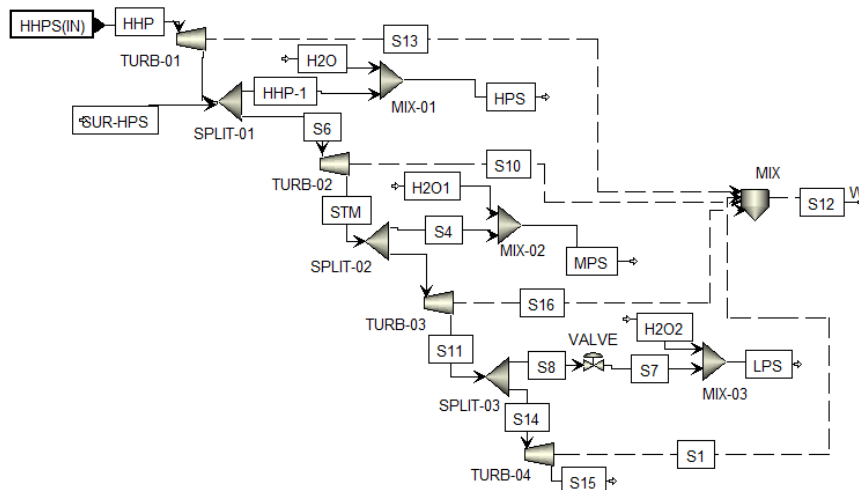 HHPS(IN)
HHP
TURB-01
S13
H2O
HHP-1
MIX-01
HPS
SUR-HPS
SPLIT-01
S6
TURB-02
S10
MIX
S12
W
H2O1
STM
S4
SPLIT-02
MIX-02
MPS
TURB-03
S16
H2O2
VALVE
S11
S8
S7
LPS
MIX-03
SPLIT-03
S14
TURB-04
S1
S15